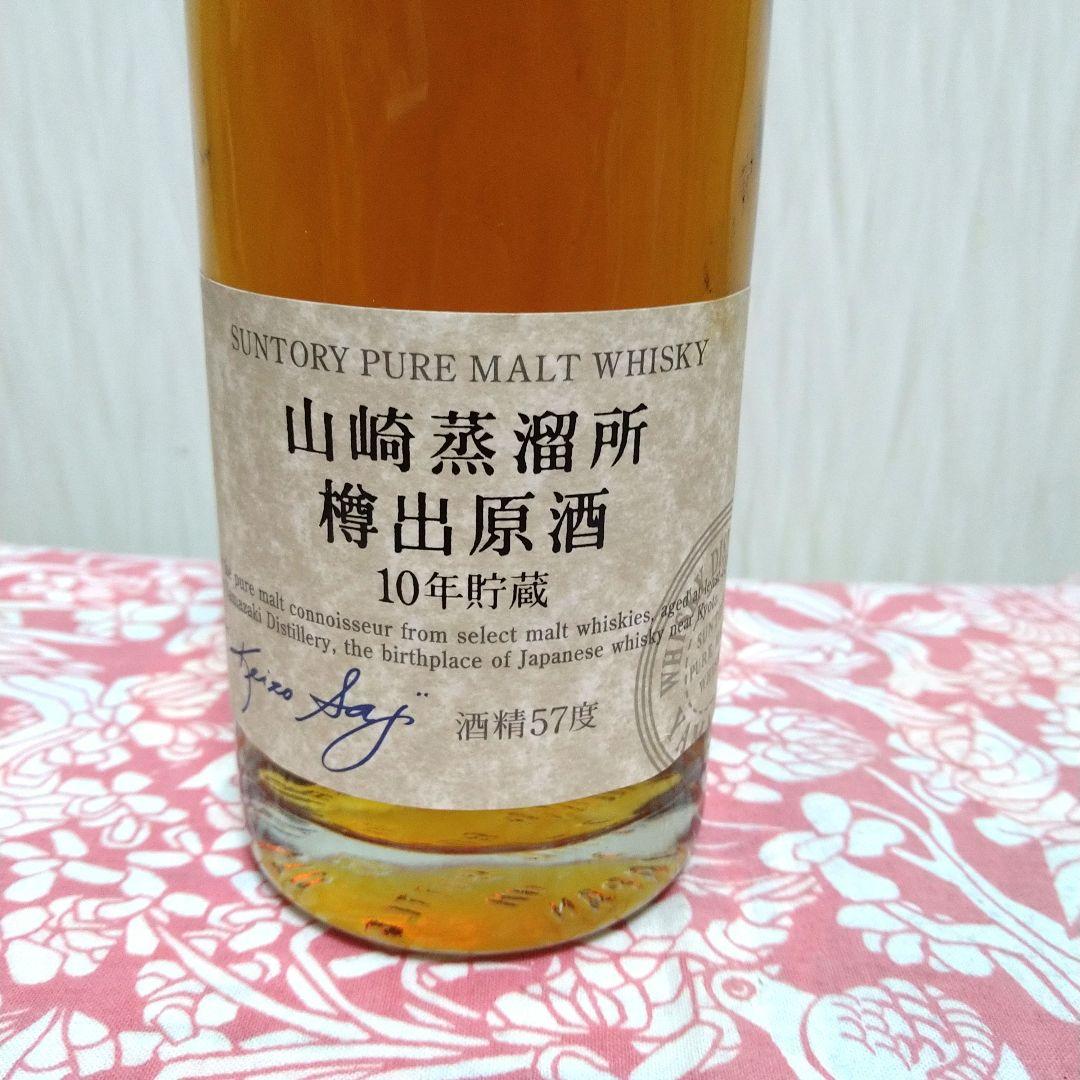 SUNTORY PURE MALT WHISKY
山崎蒸溜所
樽出原酒
10年貯蔵
pure malt connoisseur from select malt whiskies, aged
Distillery, the birthplace of Japanese whisky near Kyoto
Keizo Saji
酒精57度